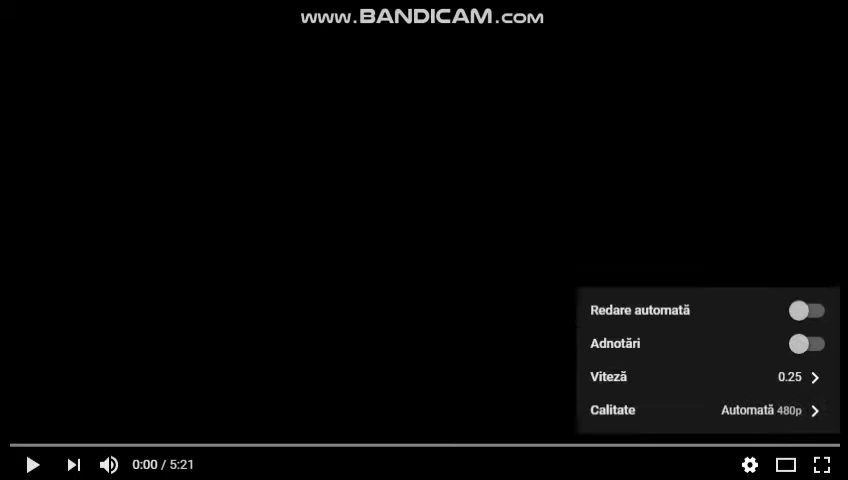 www.BANDICAM.com
Redare automată
Adnotări
Viteză 0.25
Calitate Automată 480p
0:00 / 5:21